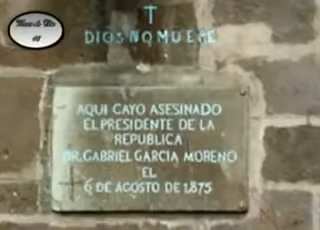 DIOS NO MUERE
AQUI CAYO ASESINADO
EL PRESIDENTE DE LA
REPUBLICA
DR. GABRIEL GARCIA MORENO
EL
6 DE AGOSTO DE 1875